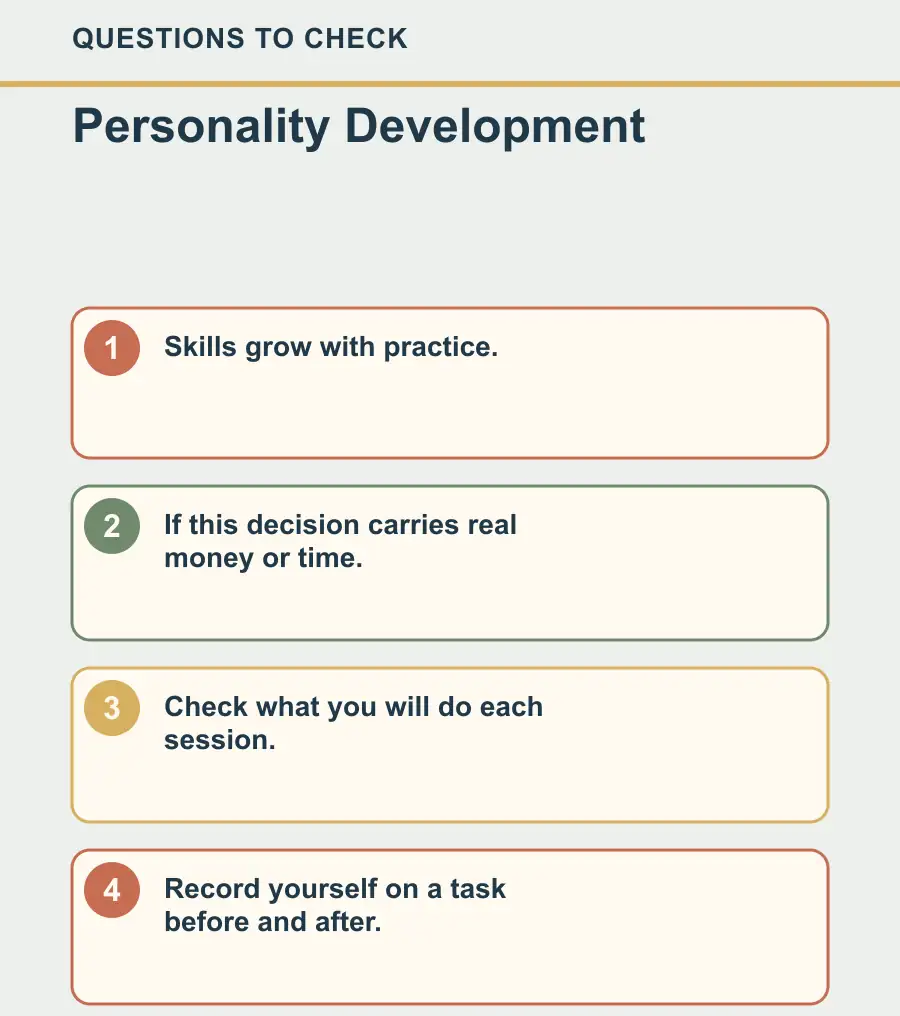 QUESTIONS TO CHECK
Personality Development
1
Skills grow with practice.
2
If this decision carries real
money or time.
3
Check what you will do each
session.
4
Record yourself on a task
before and after.